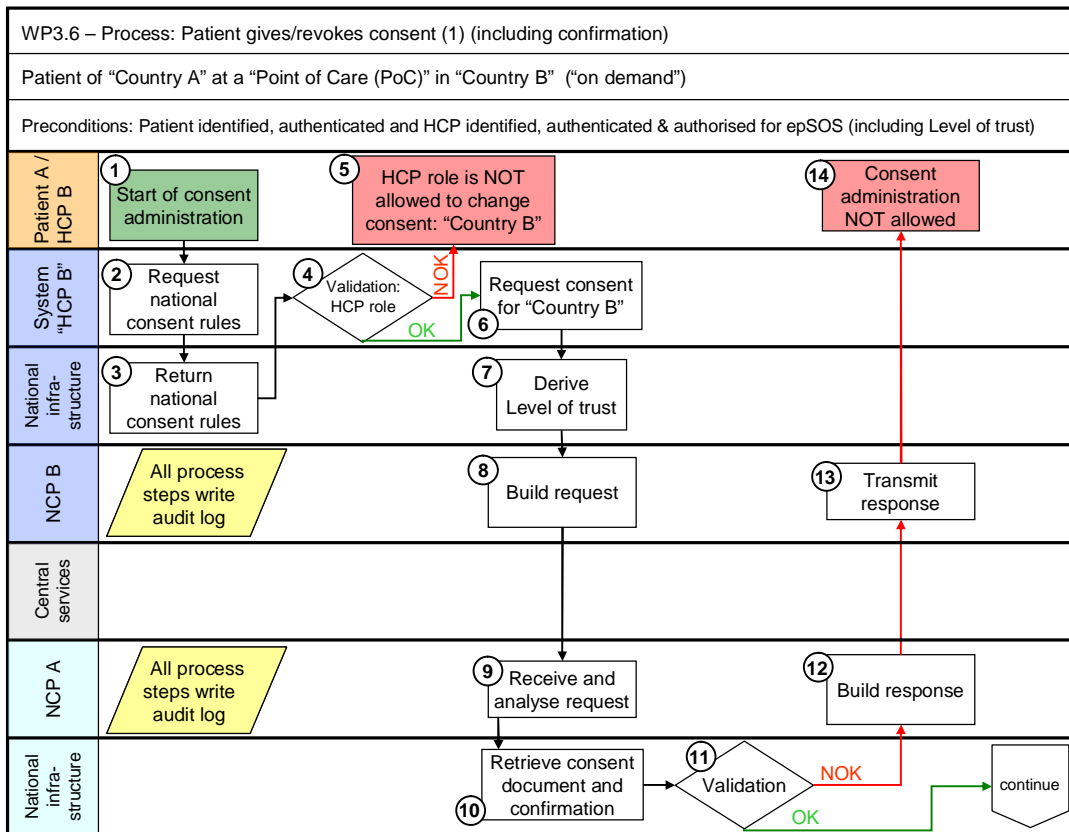 WP3.6 – Process: Patient gives/revokes consent (1) (including confirmation)
Patient of “Country A” at a “Point of Care (PoC)” in “Country B” (“on demand”)
Preconditions: Patient identified, authenticated and HCP identified, authenticated & authorised for epSOS (including Level of trust)
Patient A /
HCP B
1
Start of consent
administration
5
HCP role is NOT
allowed to change
consent: “Country B”
14
Consent
administration
NOT allowed
System
“HCP B”
2
Request
national
consent rules
4
Validation:
HCP role
NOK
OK
Request consent
for “Country B”
6
National
infra-
structure
3
Return
national
consent rules
7
Derive
Level of trust
NCP B
All process
steps write
audit log
8
Build request
13
Transmit
response
Central
services
NCP A
All process
steps write
audit log
9
Receive and
analyse request
12
Build response
National
infra-
structure
Retrieve consent
document and
confirmation
10
11
Validation
NOK
OK
continue